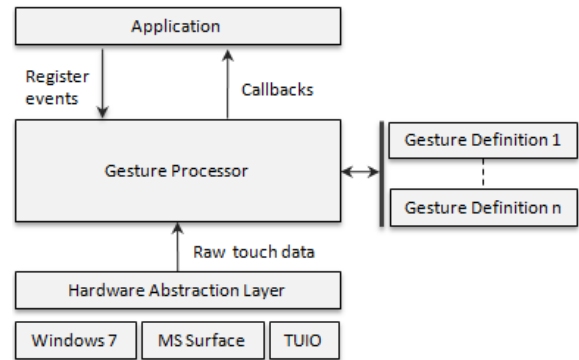 Application
Register
events
Callbacks
Gesture Processor
Gesture Definition 1
Gesture Definition n
Raw touch data
Hardware Abstraction Layer
Windows 7
MS Surface
TUIO